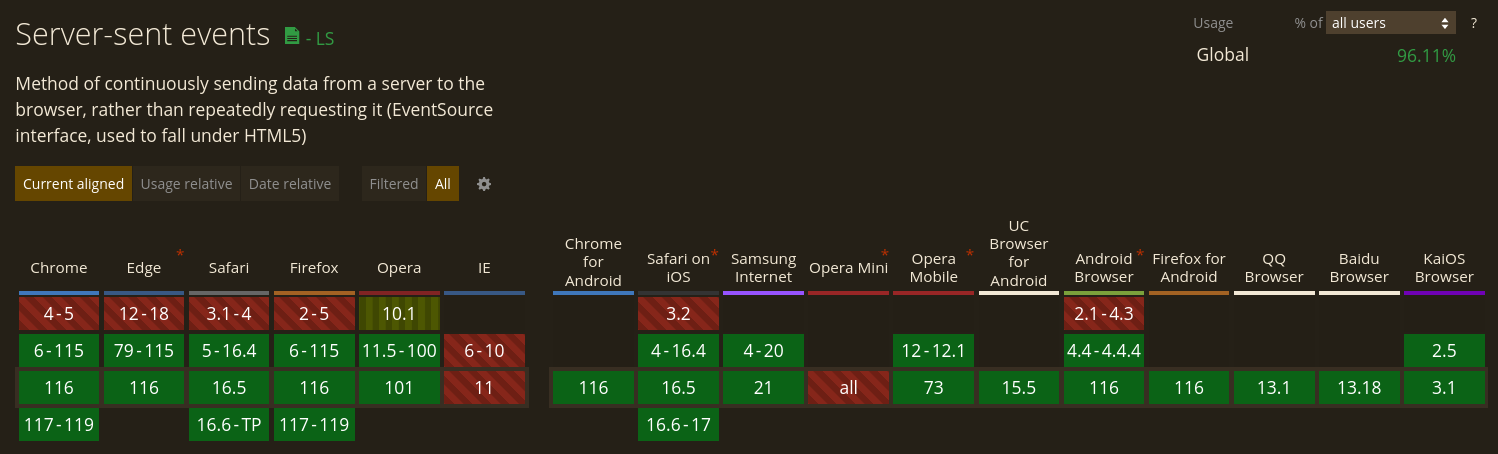 Server-sent events - LS
Usage % of all users ?
Global 96.11%
Method of continuously sending data from a server to the
browser, rather than repeatedly requesting it (EventSource
interface, used to fall under HTML5)
Current aligned Usage relative Date relative Filtered All
Chrome
Edge *
Safari
Firefox
Opera
IE
Chrome
for
Android
Safari on *
iOS
Samsung
Internet
Opera Mini *
Opera *
Mobile
UC
Browser
for
Android
Android *
Browser
Firefox for
Android
QQ
Browser
Baidu
Browser
KaiOS
Browser
4-5 12-18 3.1-4 2-5 10.1 3.2 2.1-4.3
6-115 79-115 5-16.4 6-115 11.5-100 6-10 4-16.4 4-20 12-12.1 4.4-4.4.4 2.5
116 116 16.5 116 101 11 116 16.5 21 all 73 15.5 116 116 13.1 13.18 3.1
117-119 16.6-TP 117-119 16.6-17